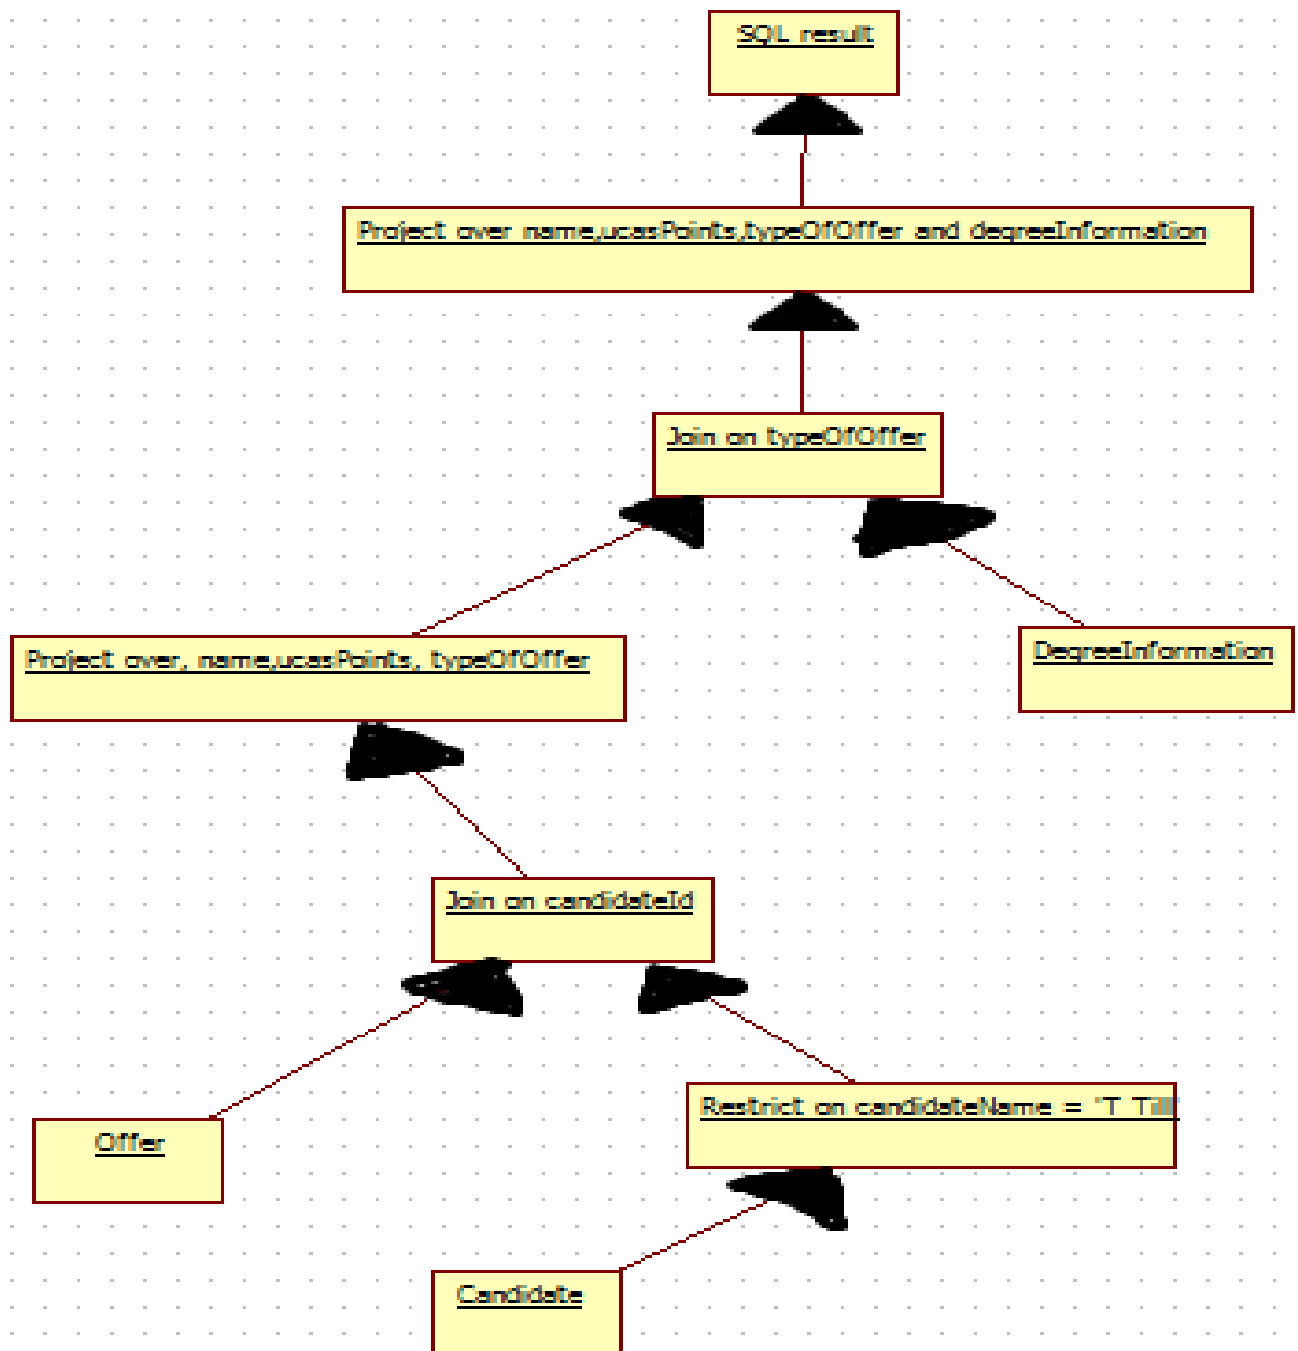 SQL result
Project over name,ucasPoints,typeOfOffer and degreeInformation
Join on typeOfOffer
Project over, name,ucasPoints, typeOfOffer
DegreeInformation
Join on candidateId
Offer
Restrict on candidateName = 'T Till'
Candidate